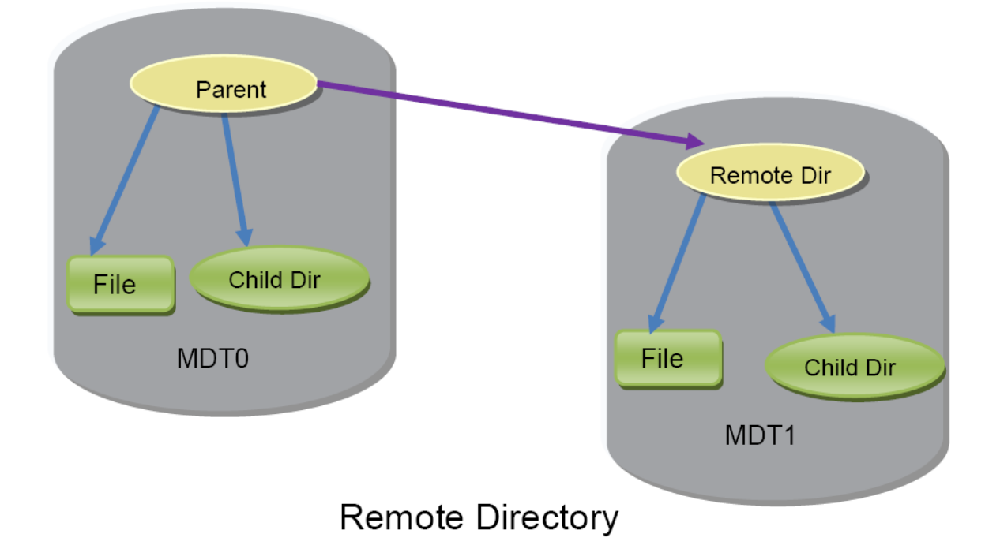 Parent
Remote Dir
File
Child Dir
MDT0
File
Child Dir
MDT1
Remote Directory